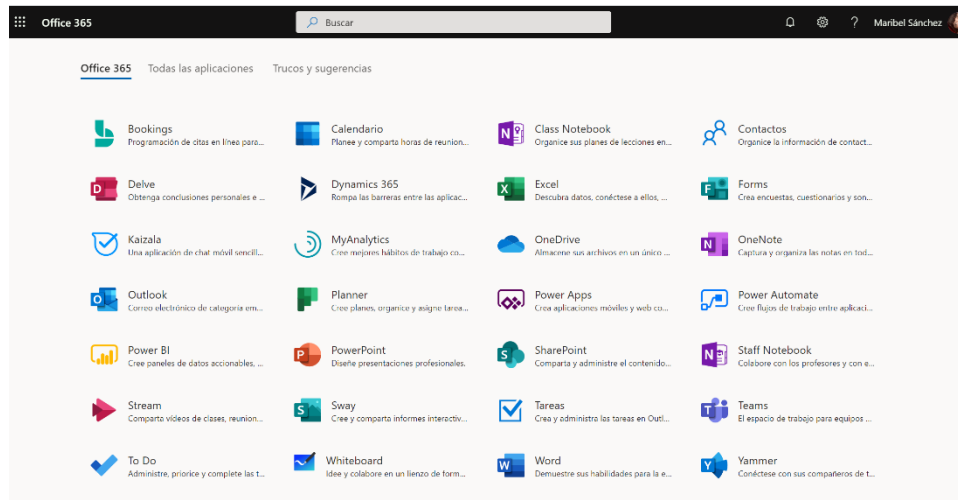 Office 365
Buscar
?
Maribel Sánchez
Office 365 Todas las aplicaciones Trucos y sugerencias
Bookings
Programación de citas en línea para...
Calendario
Planee y comparta horas de reunion...
Class Notebook
Organice sus planes de lecciones en...
Contactos
Organice la información de contact...
Delve
Obtenga conclusiones personales e ...
Dynamics 365
Rompa las barreras entre las aplicac...
Excel
Descubra datos, conéctese a ellos, ...
Forms
Crea encuestas, cuestionarios y son...
Kaizala
Una aplicación de chat móvil sencill...
MyAnalytics
Cree mejores hábitos de trabajo co...
OneDrive
Almacene sus archivos en un único ...
OneNote
Captura y organiza las notas en tod...
Outlook
Correo electrónico de categoría em...
Planner
Cree planes, organice y asigne tarea...
Power Apps
Crea aplicaciones móviles y web co...
Power Automate
Cree flujos de trabajo entre aplicaci...
Power BI
Cree paneles de datos accionables, ...
PowerPoint
Diseñe presentaciones profesionales.
SharePoint
Comparta y administre el contenido...
Staff Notebook
Colabore con los profesores y con e...
Stream
Comparta vídeos de clases, reunion...
Sway
Cree y comparta informes interactiv...
Tareas
Crea y administra las tareas en Outl...
Teams
El espacio de trabajo para equipos ...
To Do
Administre, priorice y complete las t...
Whiteboard
Idee y colabore en un lienzo de form...
Word
Demuestre sus habilidades para la e...
Yammer
Conéctese con sus compañeros de t...